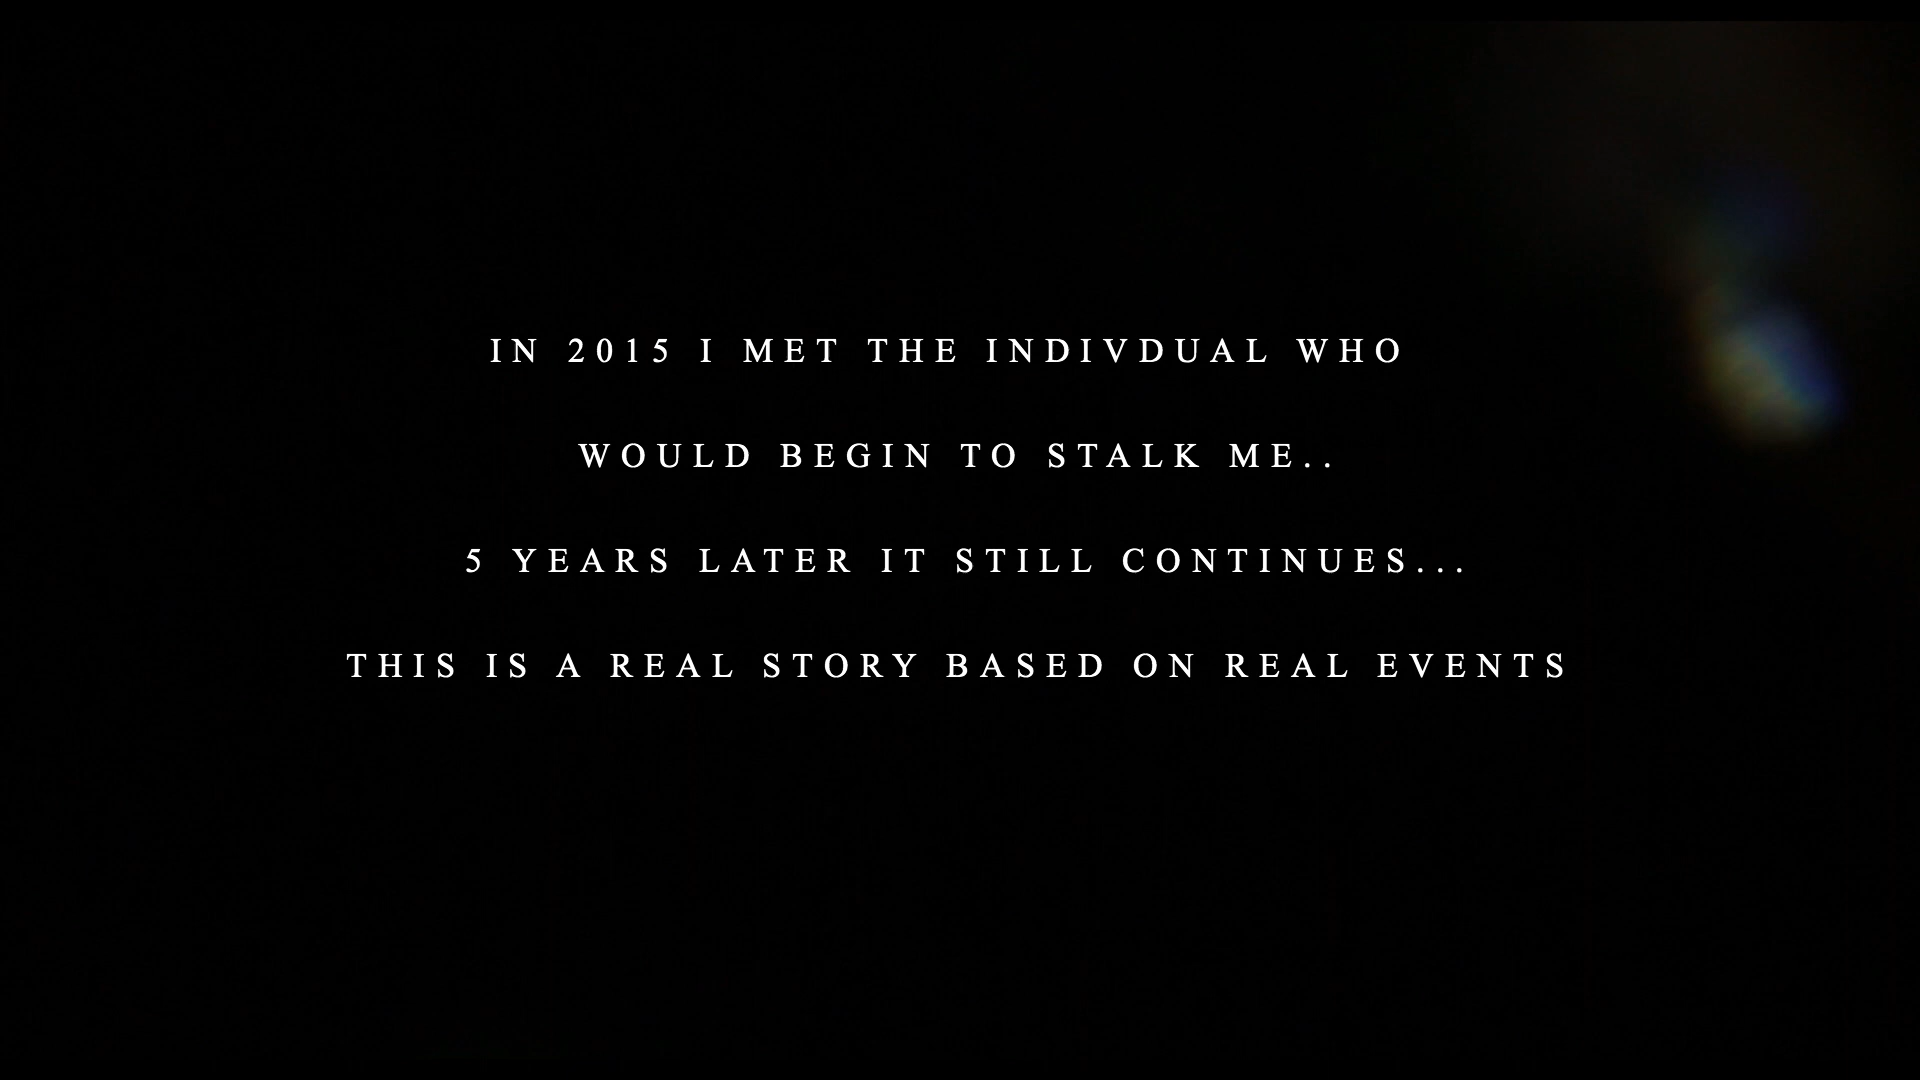 IN 2015 I MET THE INDIVDUAL WHO
WOULD BEGIN TO STALK ME..
5 YEARS LATER IT STILL CONTINUES...
THIS IS A REAL STORY BASED ON REAL EVENTS